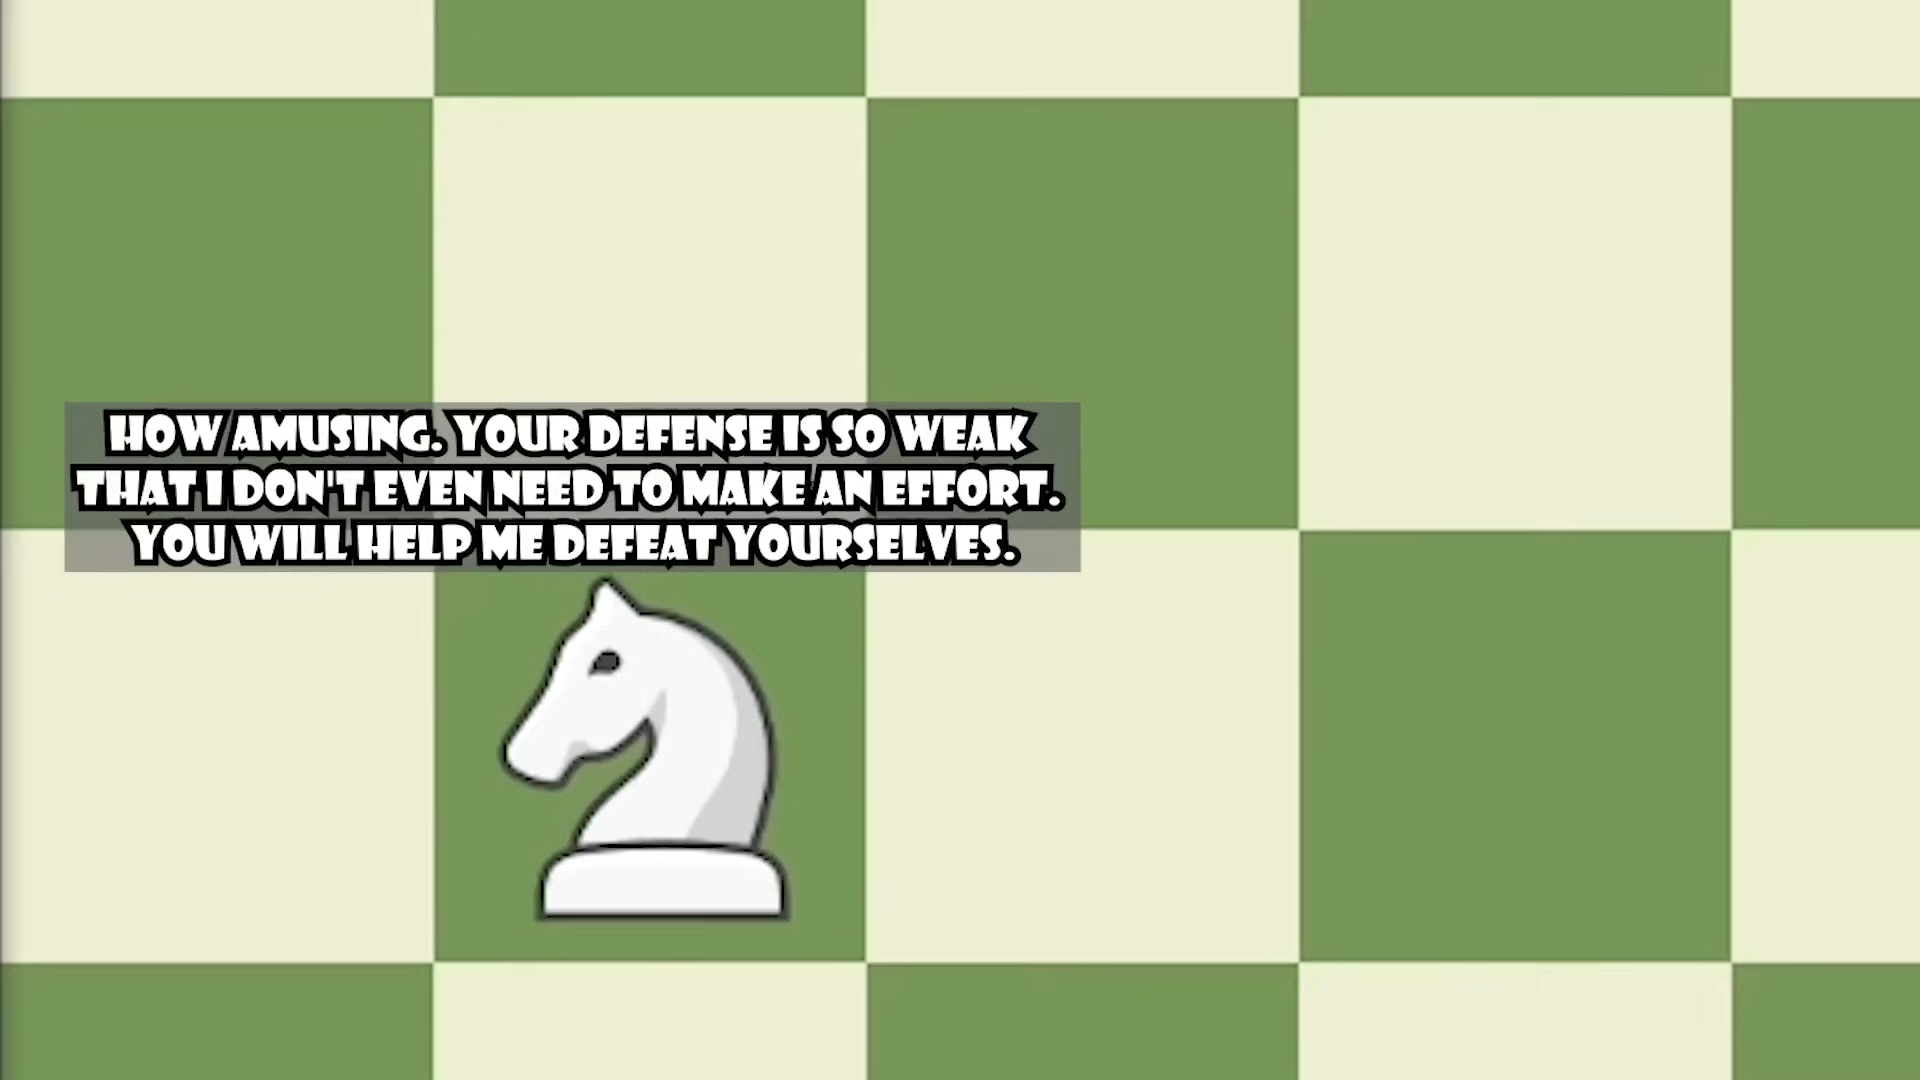 HOW AMUSING. YOUR DEFENSE IS SO WEAK
THAT I DON'T EVEN NEED TO MAKE AN EFFORT.
YOU WILL HELP ME DEFEAT YOURSELVES.